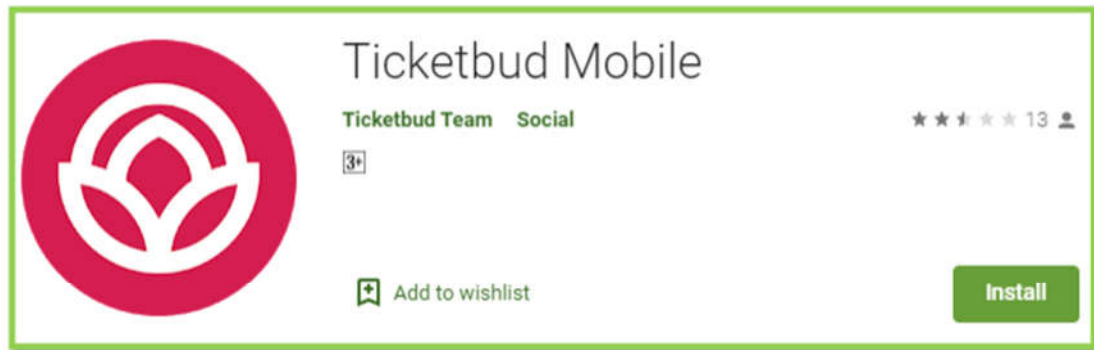 Ticketbud Mobile
Ticketbud Team Social
13
3+
Add to wishlist
Install